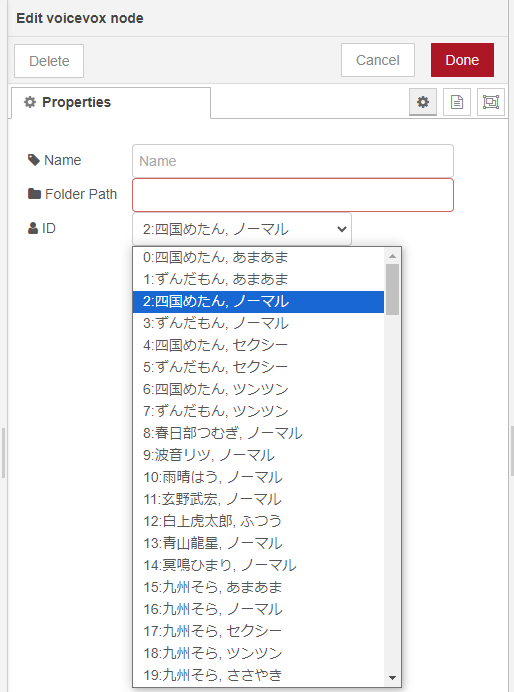 Edit voicevox node
Delete
Cancel
Done
Properties
Name
Name
Folder Path
ID
2:四国めたん, ノーマル
0:四国めたん, あまあま
1:ずんだもん, あまあま
2:四国めたん, ノーマル
3:ずんだもん, ノーマル
4:四国めたん, セクシー
5:ずんだもん, セクシー
6:四国めたん, ツンツン
7:ずんだもん, ツンツン
8:春日部つむぎ, ノーマル
9:波音リツ, ノーマル
10:雨晴はう, ノーマル
11:玄野武宏, ノーマル
12:白上虎太郎, ふつう
13:青山龍星, ノーマル
14:冥鳴ひまり, ノーマル
15:九州そら, あまあま
16:九州そら, ノーマル
17:九州そら, セクシー
18:九州そら, ツンツン
19:九州そら, ささやき